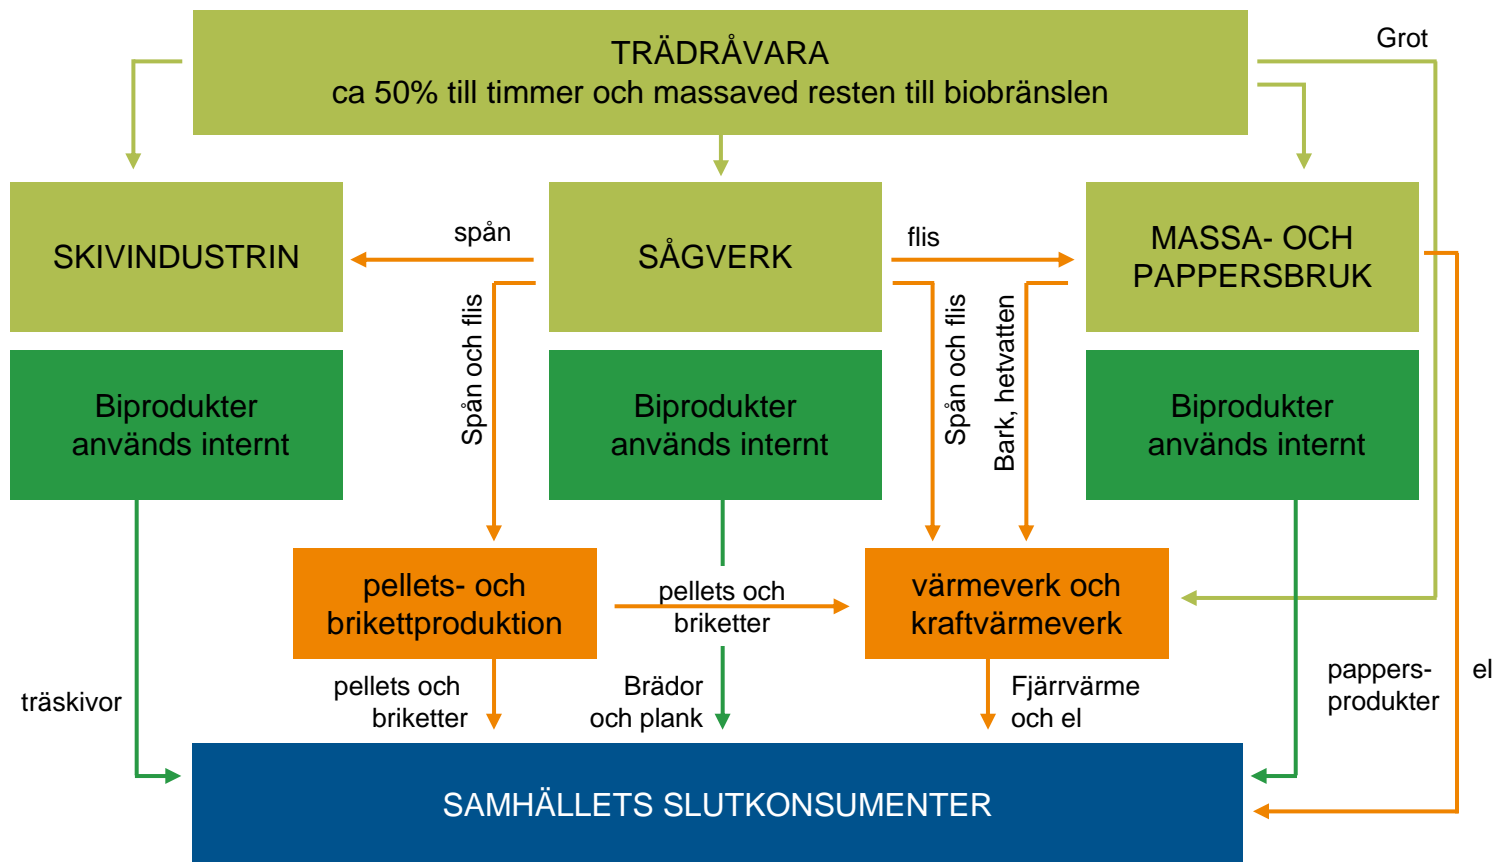 TRÄDRÅVARA
ca 50% till timmer och massaved resten till biobränslen
Grot
SKIVINDUSTRIN
spån
SÅGVERK
flis
MASSA- OCH
PAPPERSBRUK
Spån och flis
Spån och flis
Bark, hetvatten
Biprodukter
används internt
Biprodukter
används internt
Biprodukter
används internt
pellets- och
brikettproduktion
pellets och
briketter
värmeverk och
kraftvärmeverk
träskivor
pellets och
briketter
Brädor
och plank
Fjärrvärme
och el
pappers-
produkter
el
SAMHÄLLETS SLUTKONSUMENTER